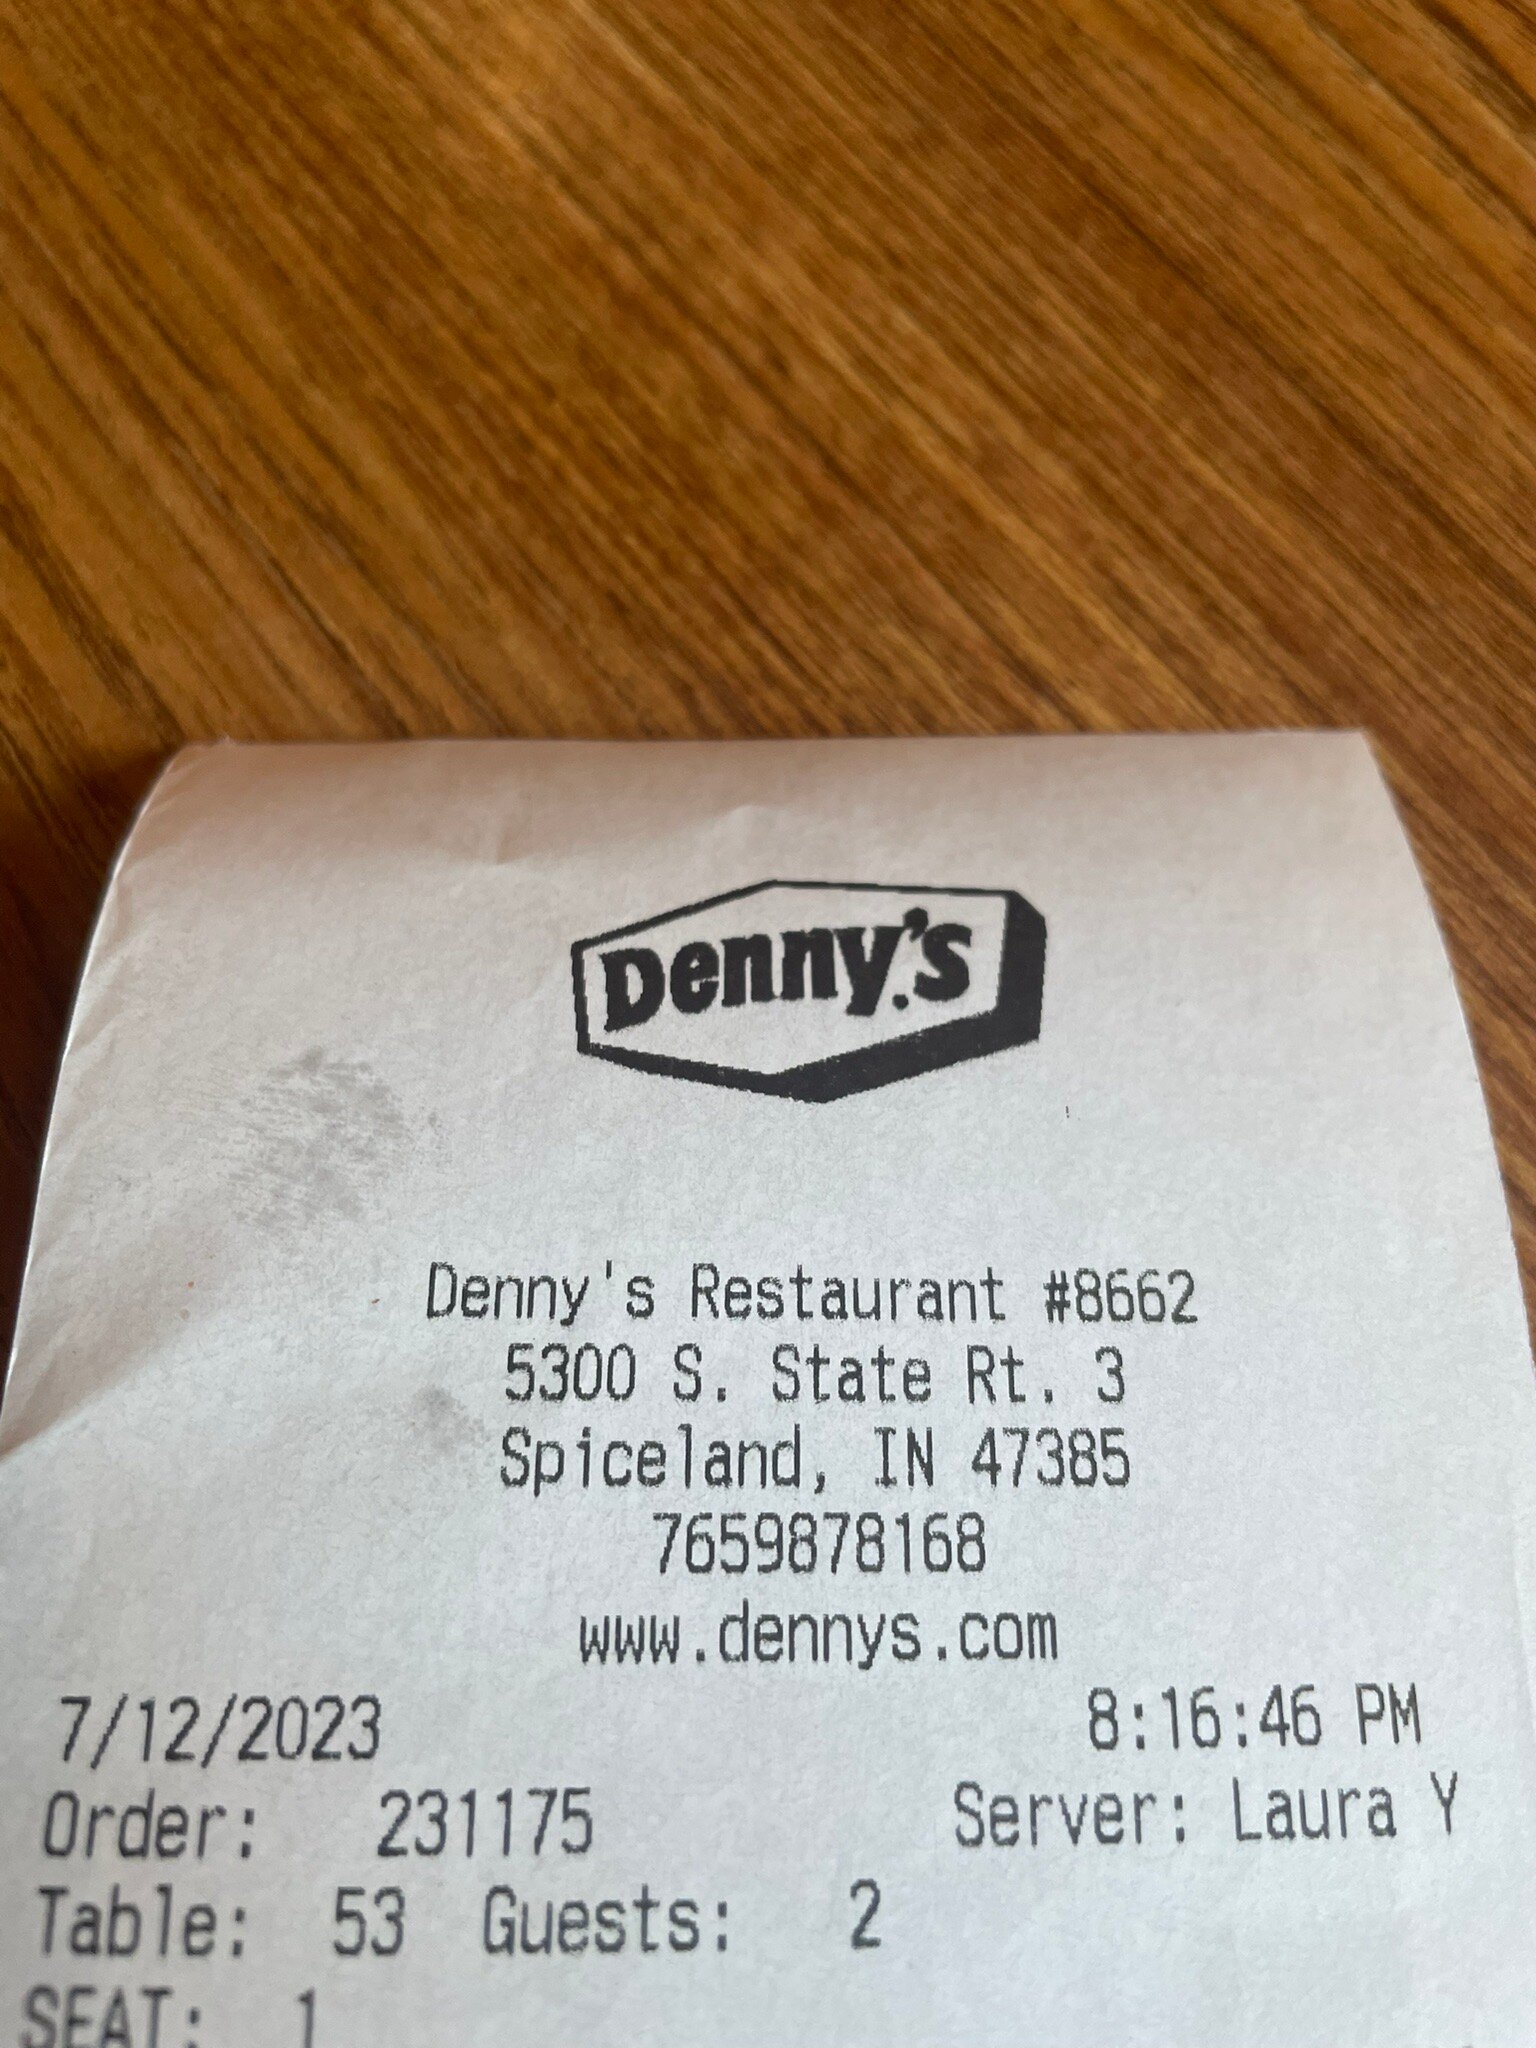 Denny's
Denny's Restaurant #8662
5300 S. State Rt. 3
Spiceland, IN 47385
7659878168
www.dennys.com
7/12/2023 8:16:46 PM
Order: 231175 Server: Laura Y
Table: 53 Guests: 2
SEAT: 1